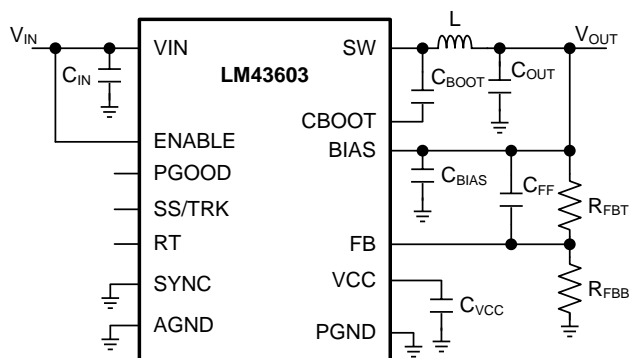 VIN
VIN
SW
L
VOUT
CIN
LM43603
CBOOT
COUT
CBOOT
ENABLE
BIAS
PGOOD
CBIAS
CFF
RFBT
SS/TRK
RT
FB
SYNC
VCC
RFBB
CVCC
AGND
PGND